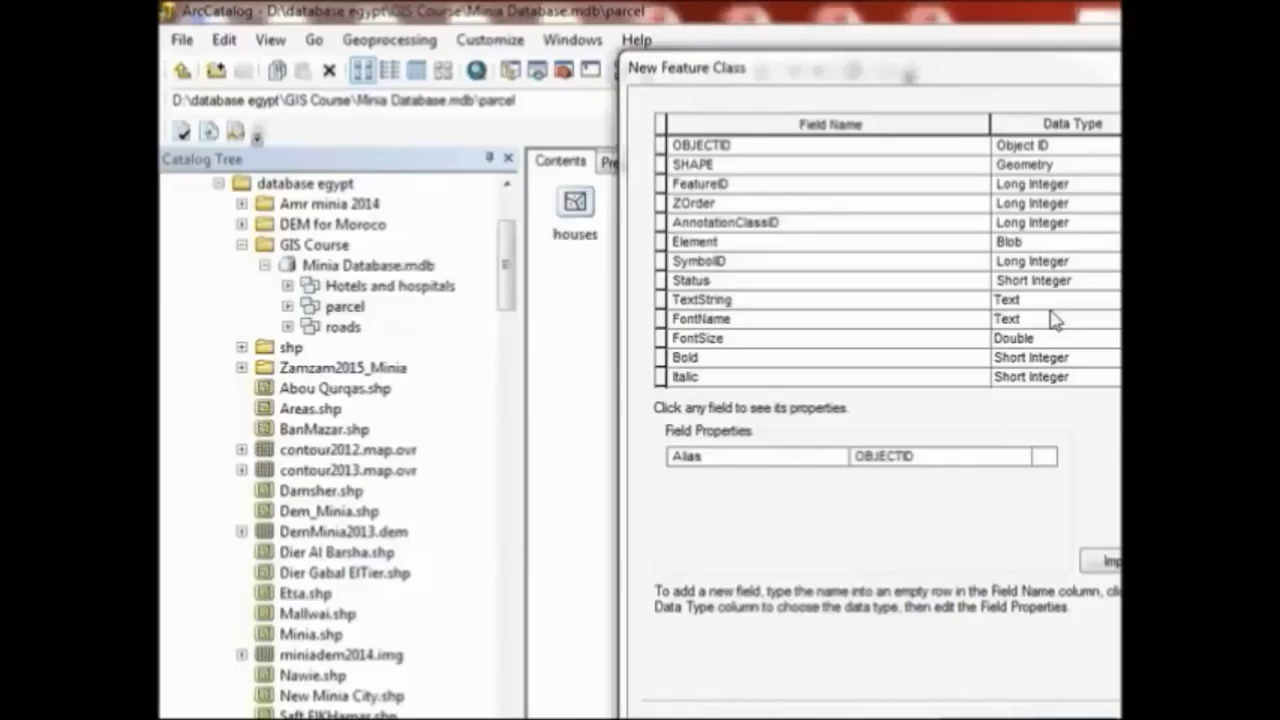 ArcCatalog - D:\database egypt\GIS Course\Minia Database.mdb\parcel
File Edit View Go Geoprocessing Customize Windows Help
D:\database egypt\GIS Course\Minia Database.mdb\parcel
Catalog Tree
database egypt
Amr minia 2014
DEM for Moroco
GIS Course
Minia Database.mdb
Hotels and hospitals
parcel
roads
shp
Zamzam2015_Minia
Abou Qurqas.shp
Areas.shp
BanMazar.shp
contour2012.map.ovr
contour2013.map.ovr
Damsher.shp
Dem_Minia.shp
DemMinia2013.dem
Dier Al Barsha.shp
Dier Gabal ElTier.shp
Etsa.shp
Mallwai.shp
Minia.shp
miniadem2014.img
Nawie.shp
New Minia City.shp
Saft ElKHamar.shp
Contents Pre
houses
New Feature Class
Field Name Data Type
OBJECTID Object ID
SHAPE Geometry
FeatureID Long Integer
ZOrder Long Integer
AnnotationClassID Long Integer
Element Blob
SymbolID Long Integer
Status Short Integer
TextString Text
FontName Text
FontSize Double
Bold Short Integer
Italic Short Integer
Click any field to see its properties.
Field Properties
Alias OBJECTID
Imp
To add a new field, type the name into an empty row in the Field Name column, clic
Data Type column to choose the data type, then edit the Field Properties.